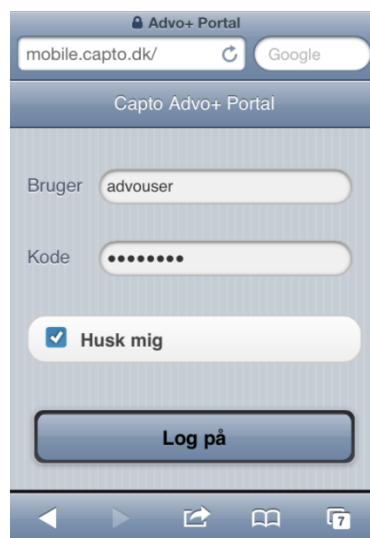 Advo+ Portal
mobile.capto.dk/ Google
Capto Advo+ Portal
Bruger advouser
Kode ••••••••
Husk mig
Log på
7